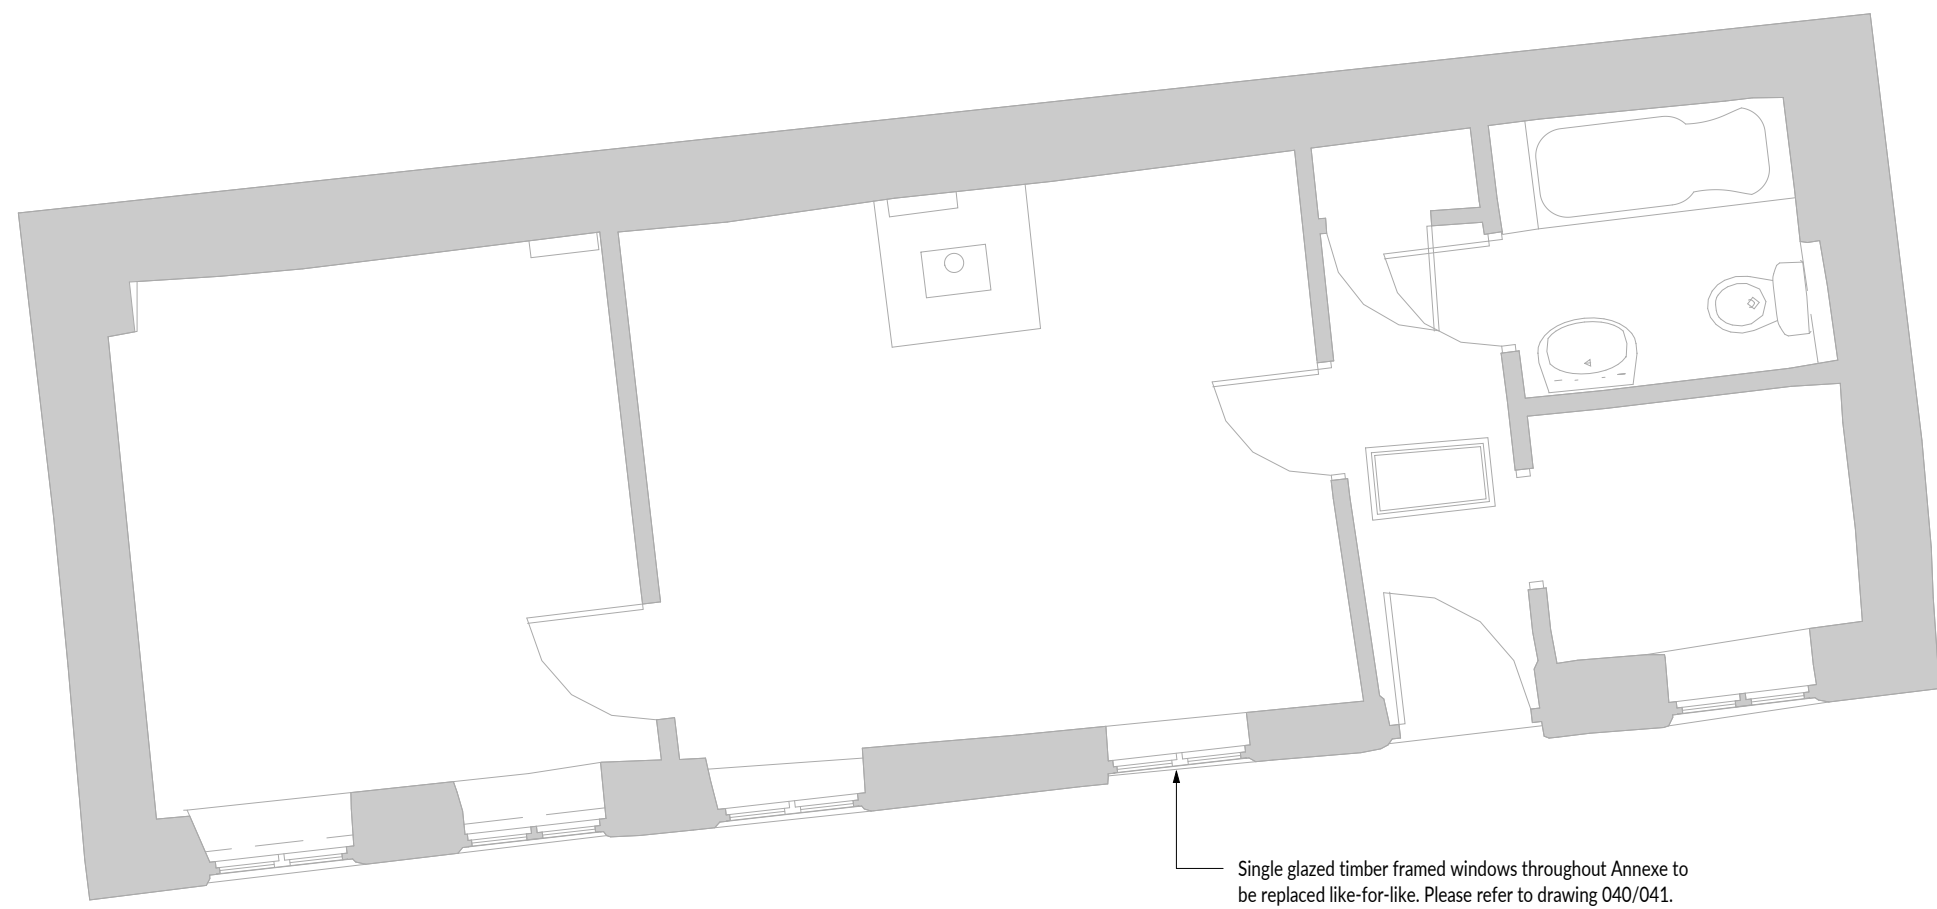 Single glazed timber framed windows throughout Annexe to
be replaced like-for-like. Please refer to drawing 040/041.